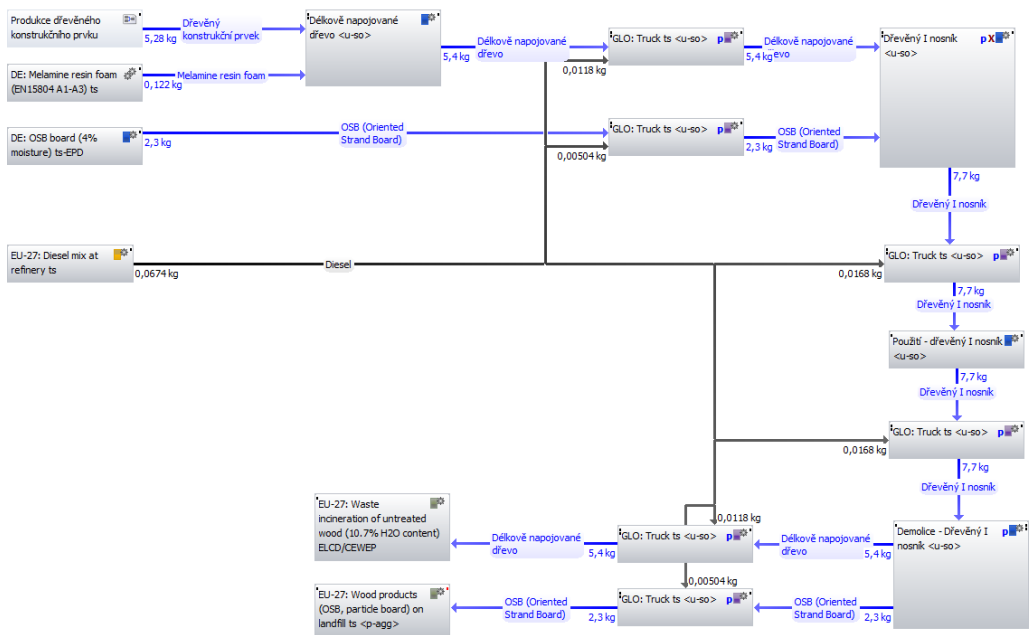 Produkce dřevěného
konstrukčního prvku
5,28 kg
Dřevěný
konstrukční prvek
Délkově napojované
dřevo <u-so>
DE: Melamine resin foam
(EN15804 A1-A3) ts
0,122 kg
Melamine resin foam
5,4 kg
Délkově napojované
dřevo
GLO: Truck ts <u-so>
p
0,0118 kg
5,4 kg
Délkově napojované
evo
Dřevěný I nosník
<u-so>
pX
DE: OSB board (4%
moisture) ts-EPD
2,3 kg
OSB (Oriented
Strand Board)
GLO: Truck ts <u-so>
p
0,00504 kg
2,3 kg
OSB (Oriented
Strand Board)
7,7 kg
Dřevěný I nosník
EU-27: Diesel mix at
refinery ts
0,0674 kg
Diesel
0,0168 kg
GLO: Truck ts <u-so>
p
7,7 kg
Dřevěný I nosník
Použití - dřevěný I nosník
<u-so>
7,7 kg
Dřevěný I nosník
GLO: Truck ts <u-so>
p
0,0168 kg
7,7 kg
Dřevěný I nosník
EU-27: Waste
incineration of untreated
wood (10.7% H2O content)
ELCD/CEWEP
Délkově napojované
dřevo
5,4 kg
0,0118 kg
GLO: Truck ts <u-so>
p
Délkově napojované
dřevo
5,4 kg
Demolice - Dřevěný I
nosník <u-so>
p
EU-27: Wood products
(OSB, particle board) on
landfill ts <p-agg>
OSB (Oriented
Strand Board)
2,3 kg
0,00504 kg
GLO: Truck ts <u-so>
p
OSB (Oriented
Strand Board)
2,3 kg